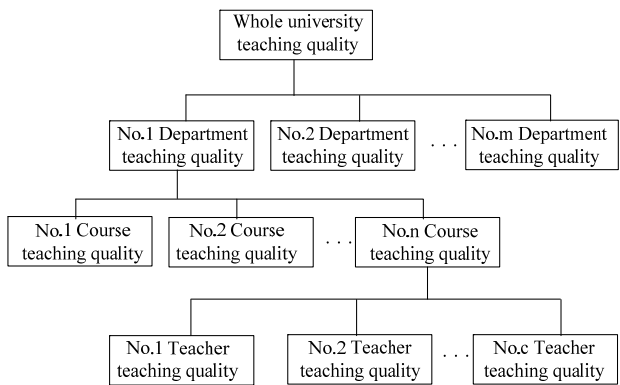 Whole university
teaching quality
No.1 Department
teaching quality
No.2 Department
teaching quality
. . .
No.m Department
teaching quality
No.1 Course
teaching quality
No.2 Course
teaching quality
. . .
No.n Course
teaching quality
No.1 Teacher
teaching quality
No.2 Teacher
teaching quality
. . .
No.c Teacher
teaching quality